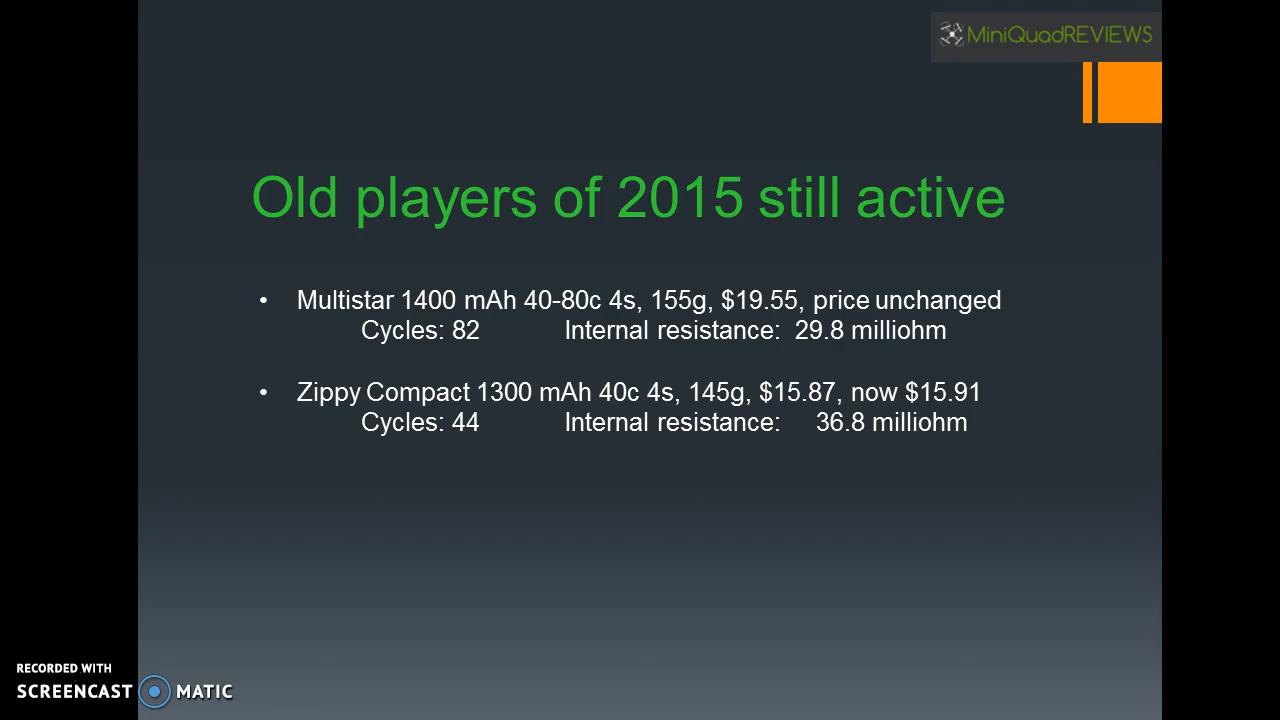 MiniQuadREVIEWS
Old players of 2015 still active
• Multistar 1400 mAh 40-80c 4s, 155g, $19.55, price unchanged
Cycles: 82 Internal resistance: 29.8 milliohm
• Zippy Compact 1300 mAh 40c 4s, 145g, $15.87, now $15.91
Cycles: 44 Internal resistance: 36.8 milliohm
RECORDED WITH
SCREENCAST MATIC